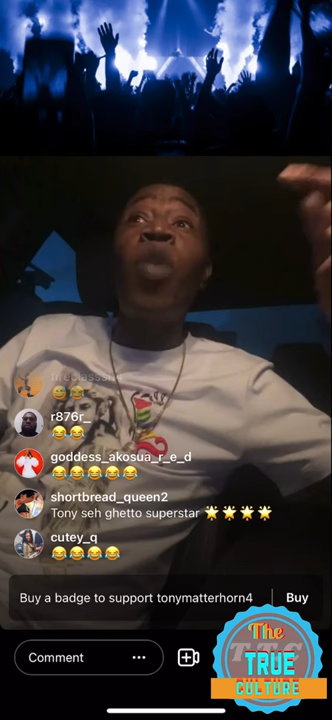 😅😂
r876r_
😂😂
goddess_akosua_r_e_d
😂😂😂😂😂
shortbread_queen2
Tony seh ghetto superstar 🌟🌟🌟🌟
cutey_q
😂😂😂😂
Buy a badge to support tonymatterhorn4
Buy
Comment
The
T.T.C
TRUE
CULTURE